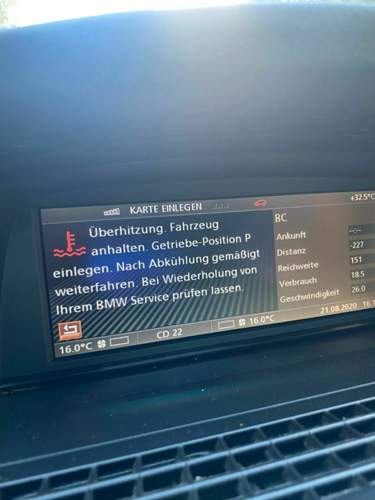 KARTE EINLEGEN
+32.5°C
Überhitzung. Fahrzeug
anhalten. Getriebe-Position P
einlegen. Nach Abkühlung gemäßigt
weiterfahren. Bei Wiederholung von
Ihrem BMW Service prüfen lassen.
BC
Ankunft --:--
Distanz -227
Reichweite 151
Verbrauch 18.5
Geschwindigkeit 26.0
21.08.2020
16.0°C
CD 22
16.0°C